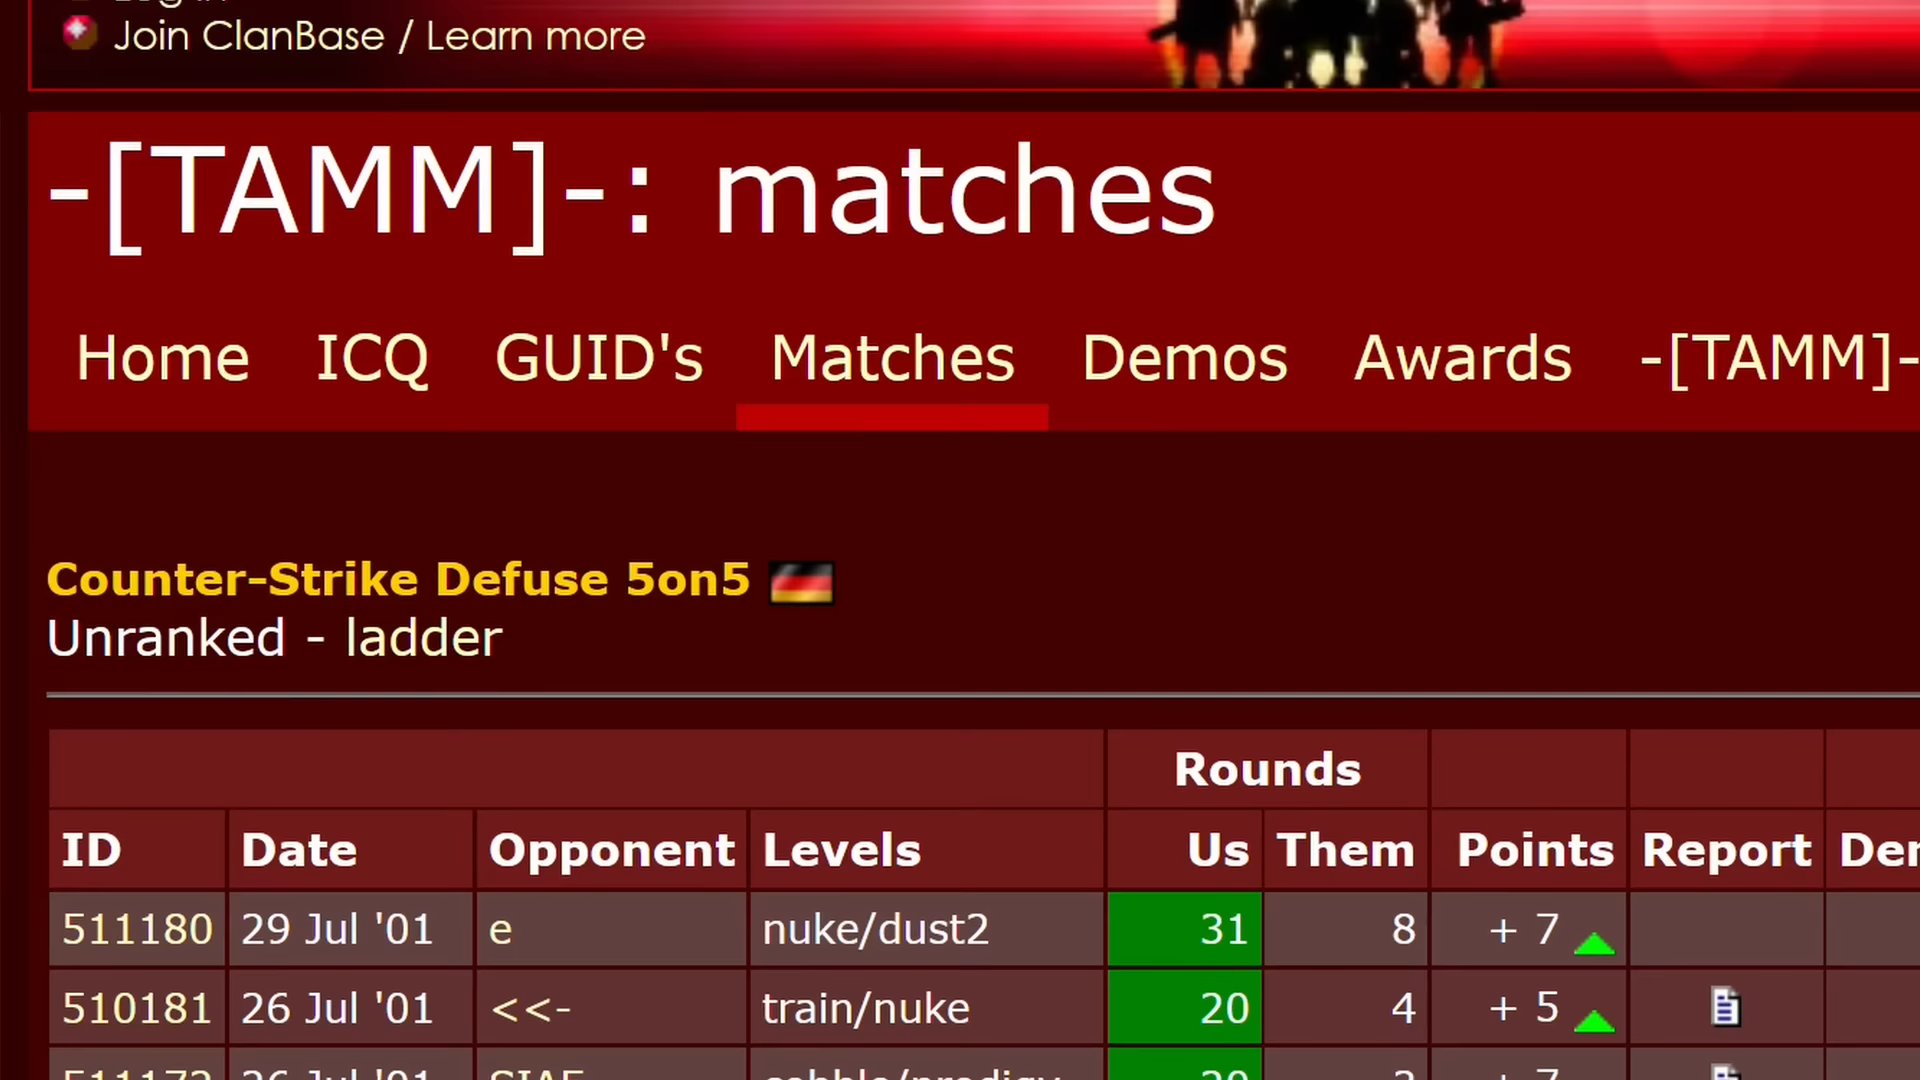 Join ClanBase / Learn more
-[TAMM]-: matches
Home ICQ GUID's Matches Demos Awards -[TAMM]-
Counter-Strike Defuse 5on5
Unranked - ladder
Rounds
ID Date Opponent Levels Us Them Points Report
511180 29 Jul '01 e nuke/dust2 31 8 + 7
510181 26 Jul '01 <<- train/nuke 20 4 + 5